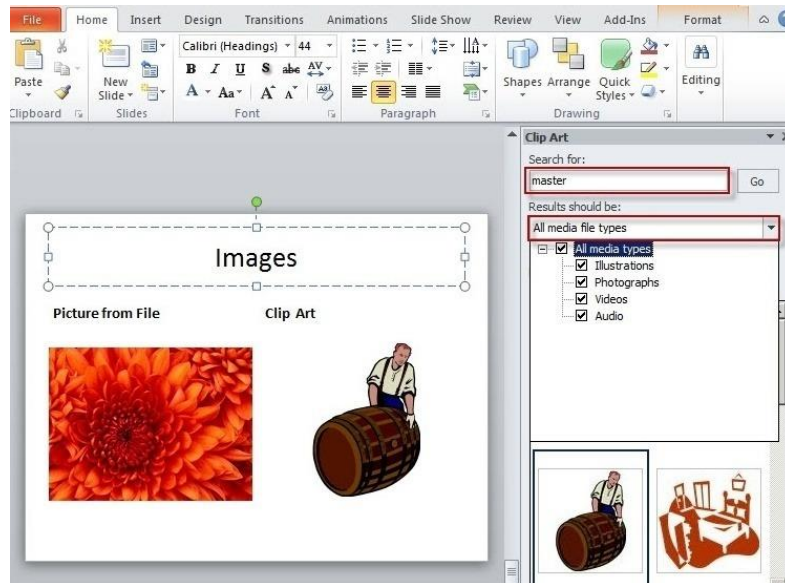 File Home Insert Design Transitions Animations Slide Show Review View Add-Ins Format
Calibri (Headings) 44
B I U S abc AV
A Aa A A
Paste
New
Slide
Shapes Arrange Quick
Styles
Editing
Clipboard Slides Font Paragraph Drawing
Clip Art
Search for:
master Go
Results should be:
All media file types
All media types
Illustrations
Photographs
Videos
Audio
Images
Picture from File Clip Art